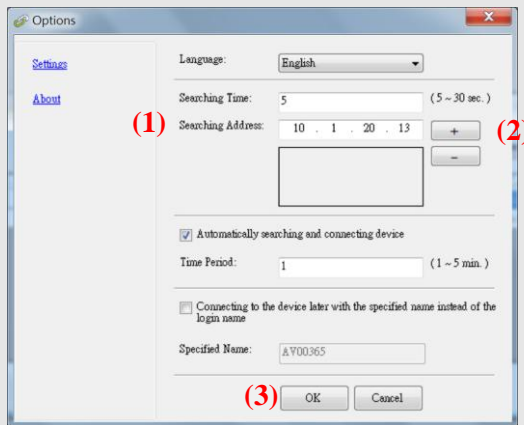 Options
Settings
About
Language: English
Searching Time: 5 (5 ~ 30 sec.)
(1) Searching Address: 10 . 1 . 20 . 13 + (2)
-
Automatically searching and connecting device
Time Period: 1 (1 ~ 5 min.)
Connecting to the device later with the specified name instead of the
login name
Specified Name: AV00365
(3) OK Cancel